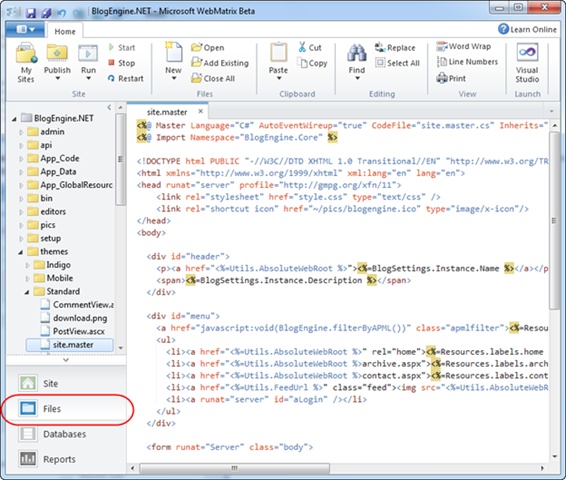 BlogEngine.NET - Microsoft WebMatrix Beta
Home
Learn Online
My Sites
Publish
Run
Start
Stop
Restart
Site
New
Open
Add Existing
Close All
Files
Paste
Cut
Copy
Clipboard
Find
Replace
Select All
Editing
Word Wrap
Line Numbers
Print
View
Visual Studio
Launch
BlogEngine.NET
admin
api
App_Code
App_Data
App_GlobalResour
bin
editors
pics
setup
themes
Indigo
Mobile
Standard
CommentView.a
download.png
PostView.ascx
site.master
Site
Files
Databases
Reports
site.master
<%@ Master Language="C#" AutoEventWireup="true" CodeFile="site.master.cs" Inherits=
<%@ Import Namespace="BlogEngine.Core" %>
<!DOCTYPE html PUBLIC "-//W3C//DTD XHTML 1.0 Transitional//EN" "http://www.w3.org/TR
<html xmlns="http://www.w3.org/1999/xhtml" xml:lang="en" lang="en">
<head runat="server" profile="http://gmpg.org/xfn/11">
<link rel="stylesheet" href="style.css" type="text/css" />
<link rel="shortcut icon" href="~/pics/blogengine.ico" type="image/x-icon"/>
</head>
<body>
<div id="header">
<p><a href="<%=Utils.AbsoluteWebRoot %>"><%=BlogSettings.Instance.Name %></a></p
<span><%=BlogSettings.Instance.Description %></span>
</div>
<div id="menu">
<a href="javascript:void(BlogEngine.filterByAPML())" class="apmlfilter"><%=Resou
<ul>
<li><a href="<%=Utils.AbsoluteWebRoot %>" rel="home"><%=Resources.labels.home
<li><a href="<%=Utils.AbsoluteWebRoot %>archive.aspx"><%=Resources.labels.arch
<li><a href="<%=Utils.AbsoluteWebRoot %>contact.aspx"><%=Resources.labels.cont
<li><a href="<%=Utils.FeedUrl %>" class="feed"><img src="<%=Utils.AbsoluteWebR
<li><a runat="server" id="aLogin" /></li>
</ul>
</div>
<form runat="Server" class="body">